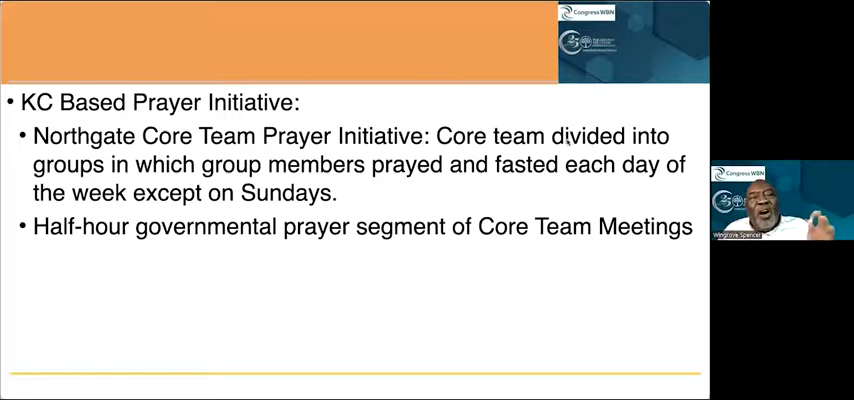 Congress WBN
25
• KC Based Prayer Initiative:
• Northgate Core Team Prayer Initiative: Core team divided into
groups in which group members prayed and fasted each day of
the week except on Sundays.
• Half-hour governmental prayer segment of Core Team Meetings
Congress WBN
25
Wingrove Spencer